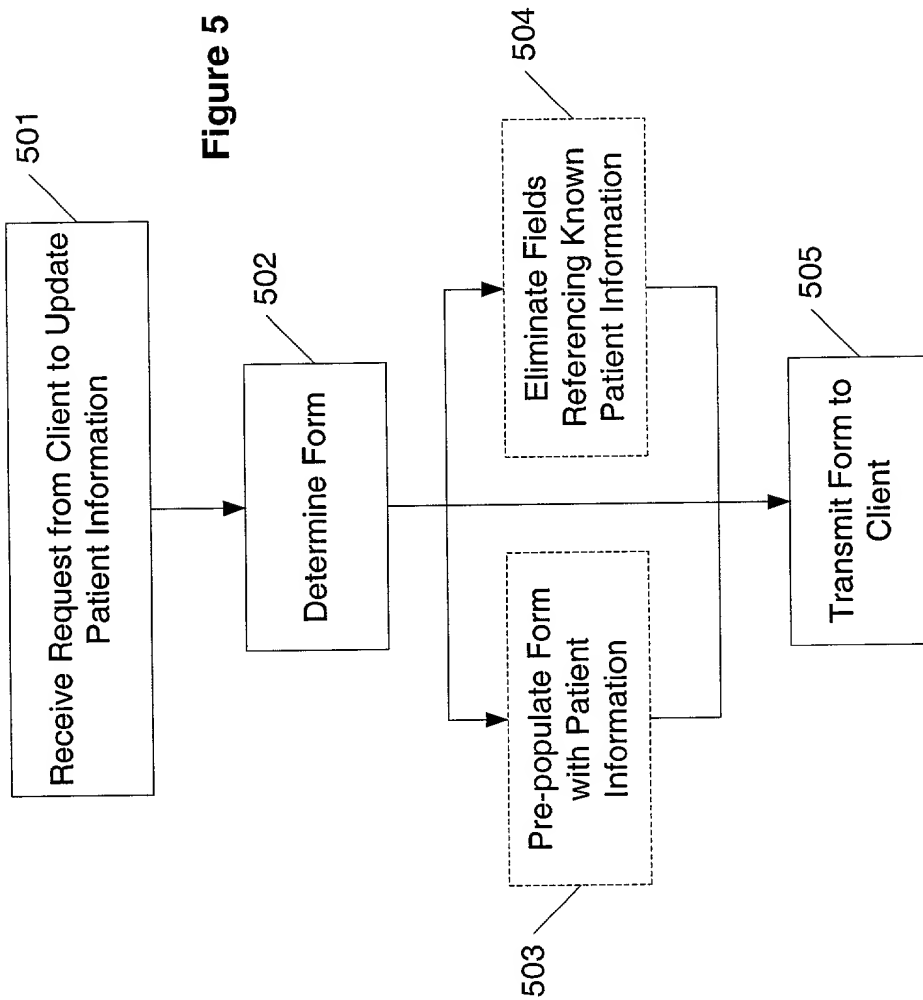 501
Receive Request from Client to Update
Patient Information
Figure 5
502
Determine Form
503
Pre-populate Form
with Patient
Information
504
Eliminate Fields
Referencing Known
Patient Information
505
Transmit Form to
Client